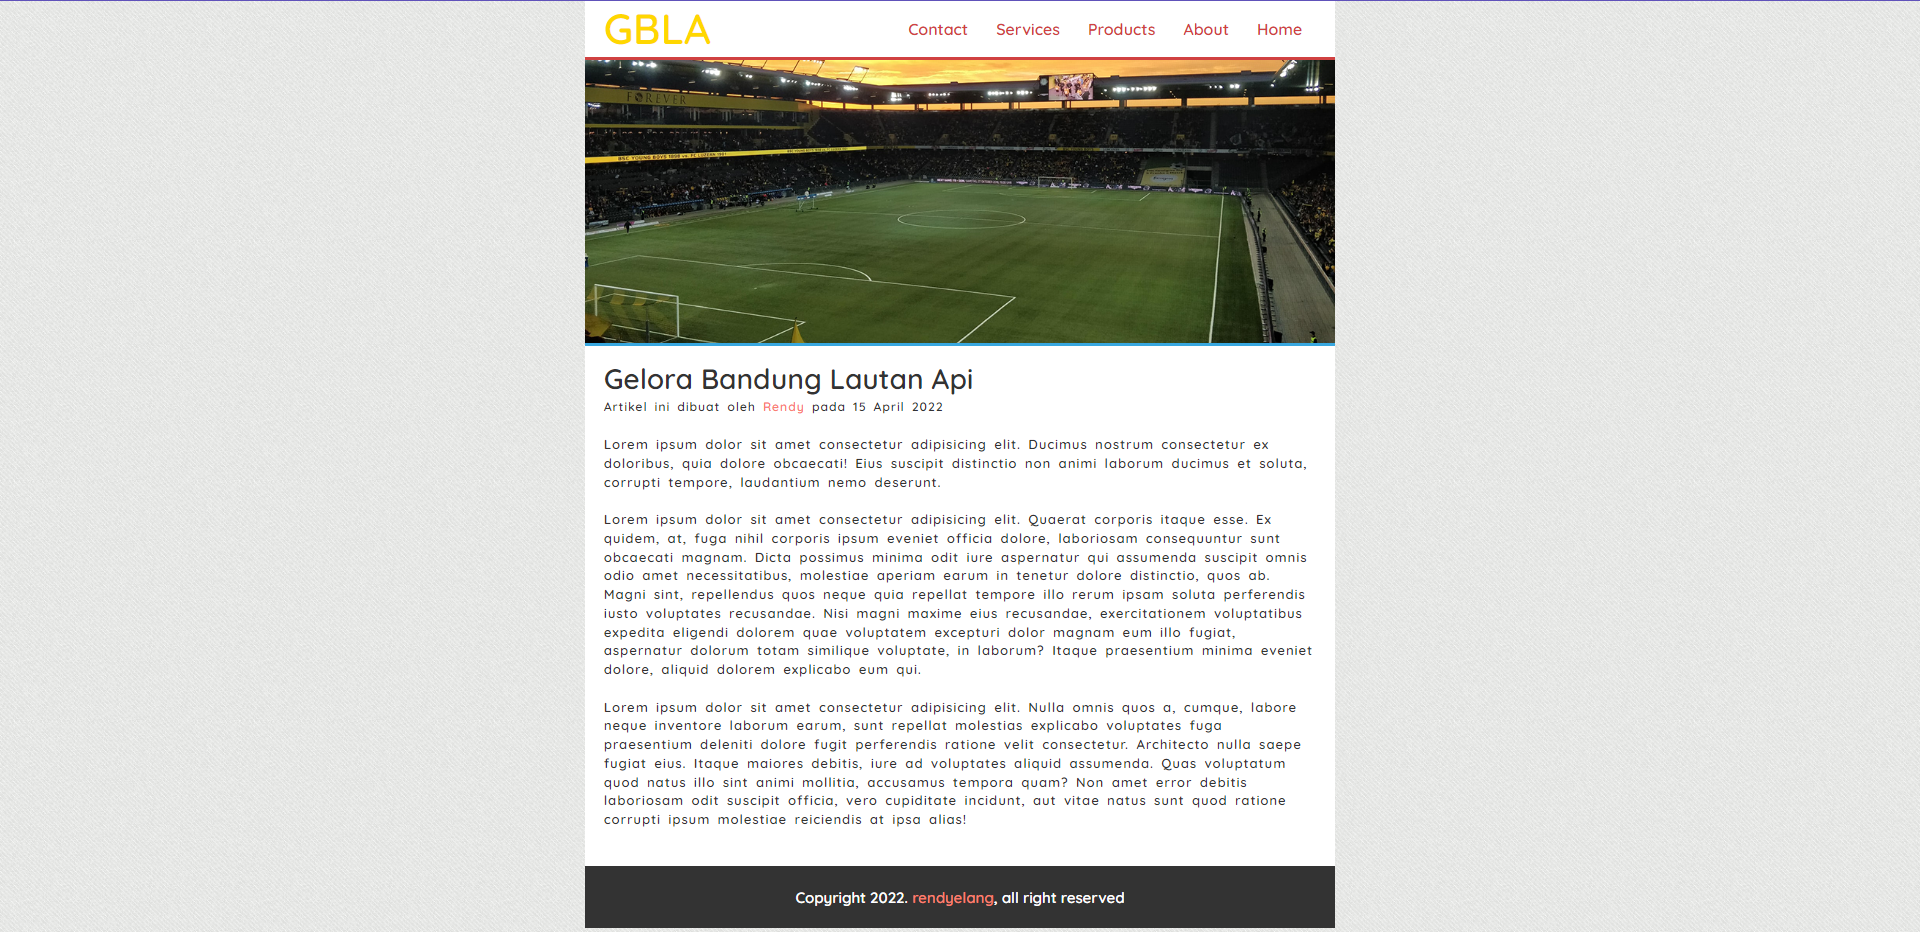 GBLA
Contact Services Products About Home
FOREVER
BSC YOUNG BOYS 1898 vs. FC LUZERN 1901
Gelora Bandung Lautan Api
Artikel ini dibuat oleh Rendy pada 15 April 2022
Lorem ipsum dolor sit amet consectetur adipisicing elit. Ducimus nostrum consectetur ex
doloribus, quia dolore obcaecati! Eius suscipit distinctio non animi laborum ducimus et soluta,
corrupti tempore, laudantium nemo deserunt.
Lorem ipsum dolor sit amet consectetur adipisicing elit. Quaerat corporis itaque esse. Ex
quidem, at, fuga nihil corporis ipsum eveniet officia dolore, laboriosam consequuntur sunt
obcaecati magnam. Dicta possimus minima odit iure aspernatur qui assumenda suscipit omnis
odio amet necessitatibus, molestiae aperiam earum in tenetur dolore distinctio, quos ab.
Magni sint, repellendus quos neque quia repellat tempore illo rerum ipsam soluta perferendis
iusto voluptates recusandae. Nisi magni maxime eius recusandae, exercitationem voluptatibus
expedita eligendi dolorem quae voluptatem excepturi dolor magnam eum illo fugiat,
aspernatur dolorum totam similique voluptate, in laborum? Itaque praesentium minima eveniet
dolore, aliquid dolorem explicabo eum qui.
Lorem ipsum dolor sit amet consectetur adipisicing elit. Nulla omnis quos a, cumque, labore
neque inventore laborum earum, sunt repellat molestias explicabo voluptates fuga
praesentium deleniti dolore fugit perferendis ratione velit consectetur. Architecto nulla saepe
fugiat eius. Itaque maiores debitis, iure ad voluptates aliquid assumenda. Quas voluptatum
quod natus illo sint animi mollitia, accusamus tempora quam? Non amet error debitis
laboriosam odit suscipit officia, vero cupiditate incidunt, aut vitae natus sunt quod ratione
corrupti ipsum molestiae reiciendis at ipsa alias!
Copyright 2022. rendyelang, all right reserved